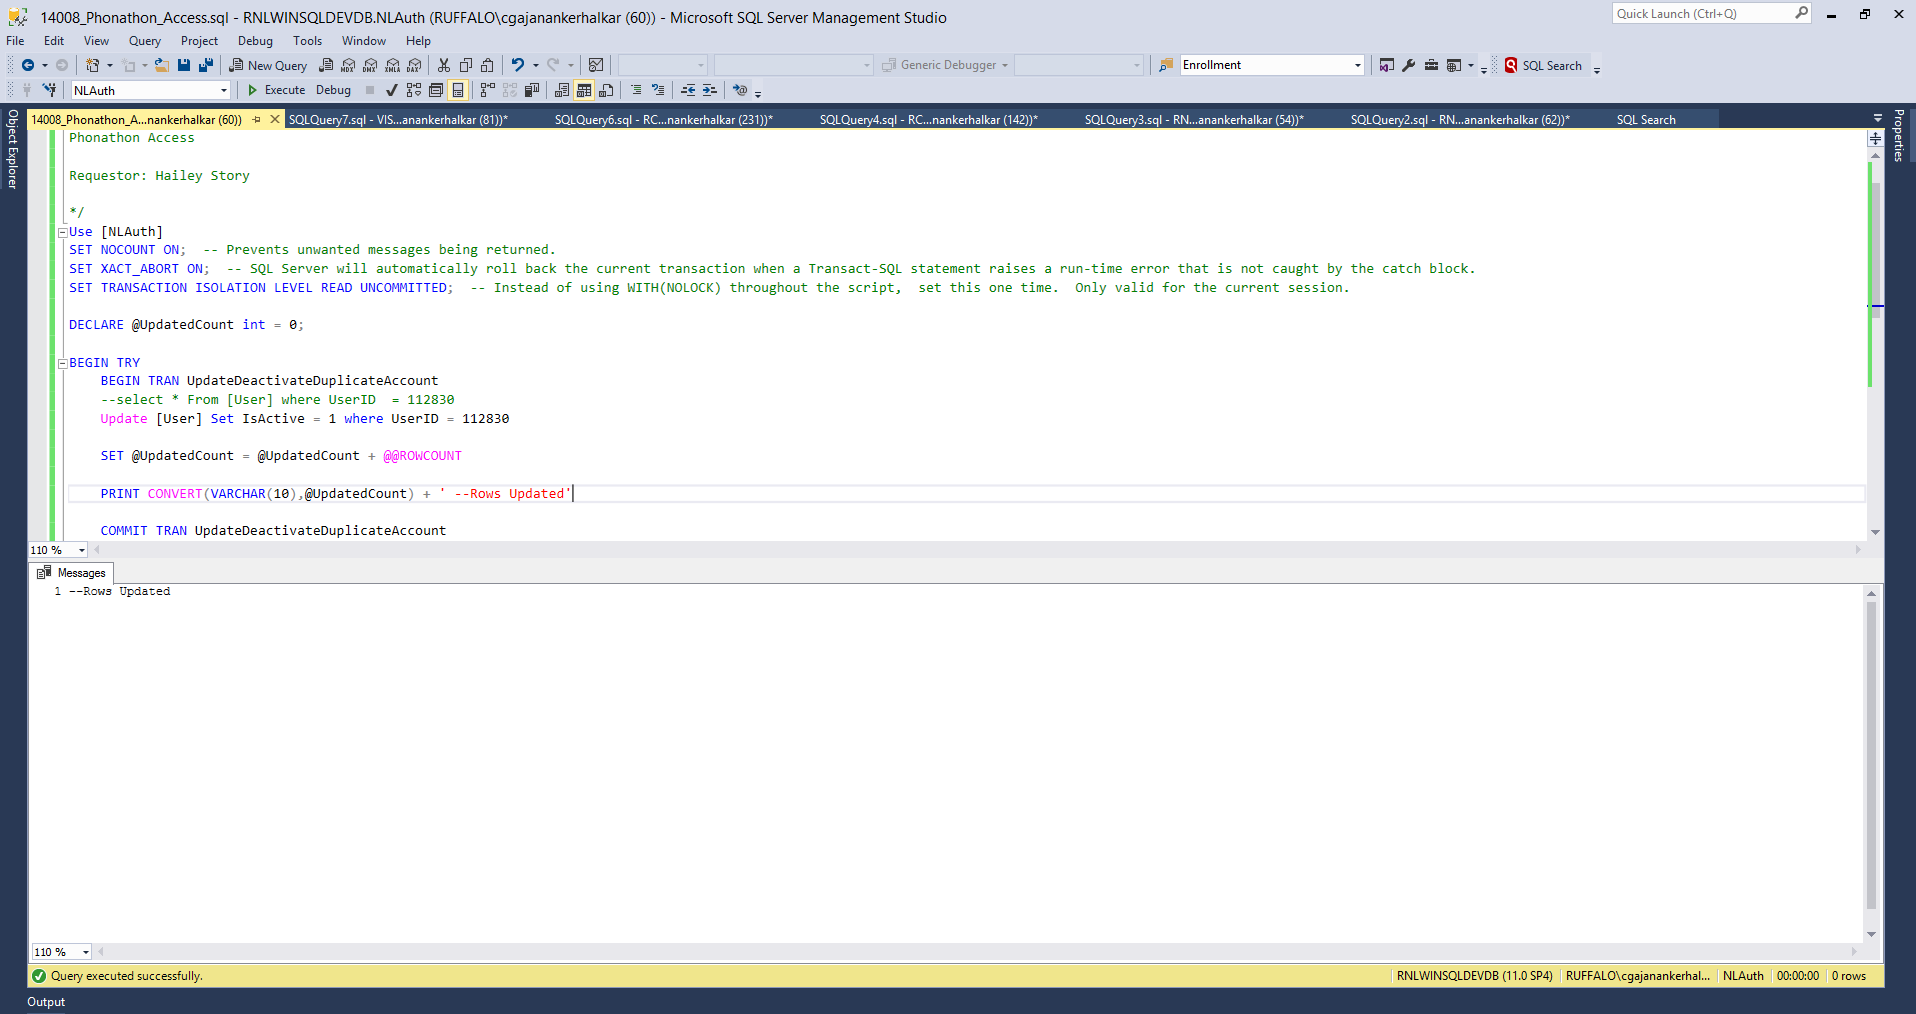 14008_Phonathon_Access.sql - RNLWINSQLDEVDB.NLAuth (RUFFALO\cgajanankerhalkar (60)) - Microsoft SQL Server Management Studio
Quick Launch (Ctrl+Q)
File Edit View Query Project Debug Tools Window Help
New Query MDX DMX XMLA DAX Generic Debugger Enrollment SQL Search
NLAuth Execute Debug
14008_Phonathon_A...nankerhalkar (60)) SQLQuery7.sql - VIS...anankerhalkar (81))* SQLQuery6.sql - RC...nankerhalkar (231))* SQLQuery4.sql - RC...nankerhalkar (142))* SQLQuery3.sql - RN...anankerhalkar (54))* SQLQuery2.sql - RN...anankerhalkar (62))* SQL Search
Object Explorer
Properties
Phonathon Access
Requestor: Hailey Story
*/
Use [NLAuth]
SET NOCOUNT ON;  -- Prevents unwanted messages being returned.
SET XACT_ABORT ON;  -- SQL Server will automatically roll back the current transaction when a Transact-SQL statement raises a run-time error that is not caught by the catch block.
SET TRANSACTION ISOLATION LEVEL READ UNCOMMITTED;  -- Instead of using WITH(NOLOCK) throughout the script,  set this one time.  Only valid for the current session.
DECLARE @UpdatedCount int = 0;
BEGIN TRY
BEGIN TRAN UpdateDeactivateDuplicateAccount
--select * From [User] where UserID  = 112830
Update [User] Set IsActive = 1 where UserID = 112830
SET @UpdatedCount = @UpdatedCount + @@ROWCOUNT
PRINT CONVERT(VARCHAR(10),@UpdatedCount) + ' --Rows Updated'
COMMIT TRAN UpdateDeactivateDuplicateAccount
110 %
Messages
1 --Rows Updated
110 %
Query executed successfully. RNLWINSQLDEVDB (11.0 SP4) RUFFALO\cgajanankerhal... NLAuth 00:00:00 0 rows
Output